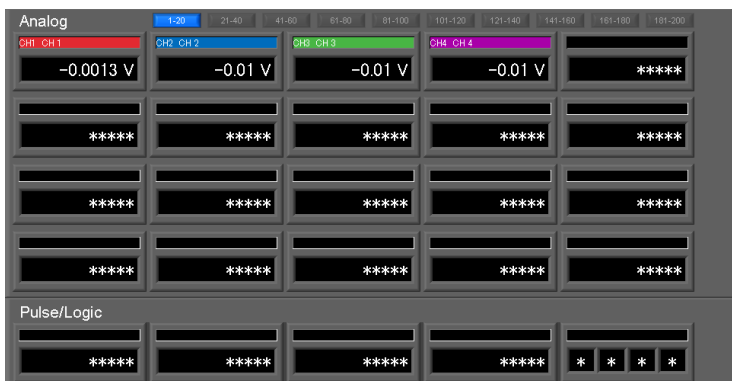 Analog 1-20 21-40 41-60 61-80 81-100 101-120 121-140 141-160 161-180 181-200
CH1 CH 1 CH2 CH 2 CH3 CH 3 CH4 CH 4
-0.0013 V -0.01 V -0.01 V -0.01 V *****
***** ***** ***** ***** *****
***** ***** ***** ***** *****
***** ***** ***** ***** *****
Pulse/Logic
***** ***** ***** ***** * * * *